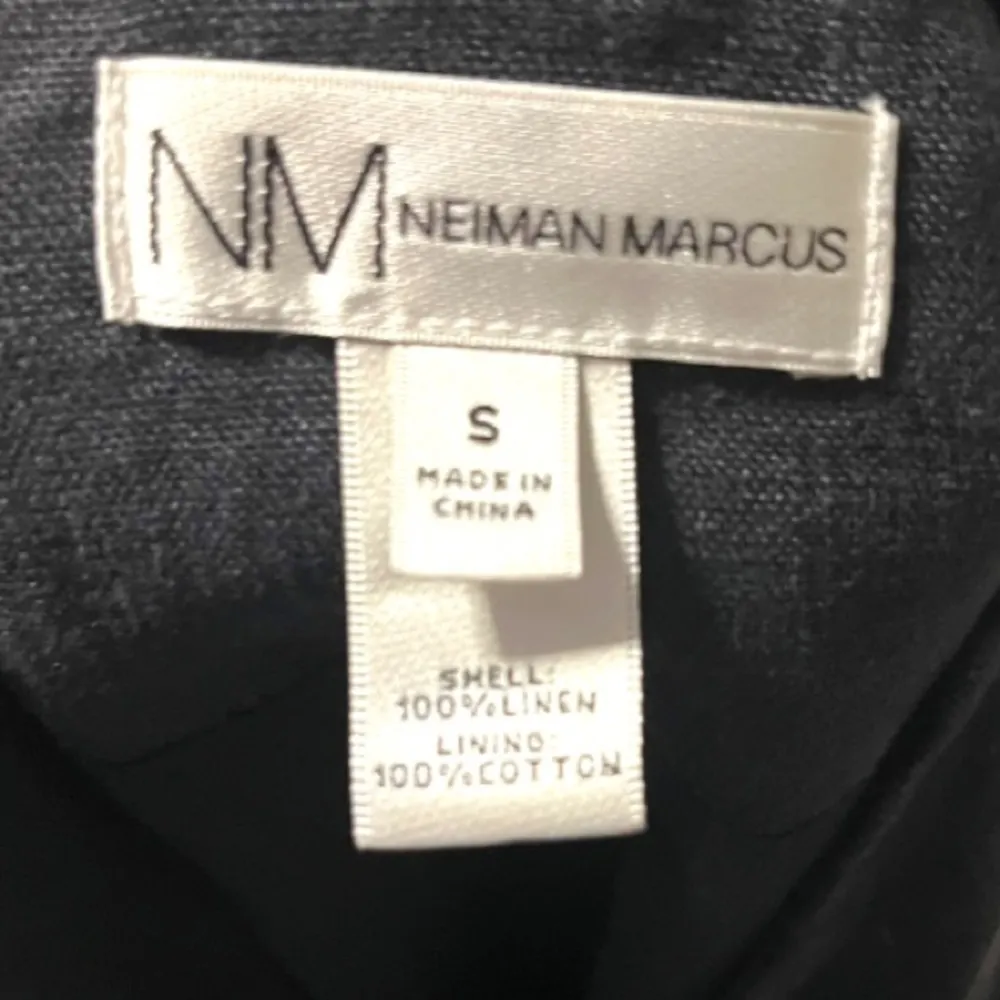 NM NEIMAN MARCUS
S
MADE IN
CHINA
SHELL:
100%LINEN
LINING:
100%COTTON